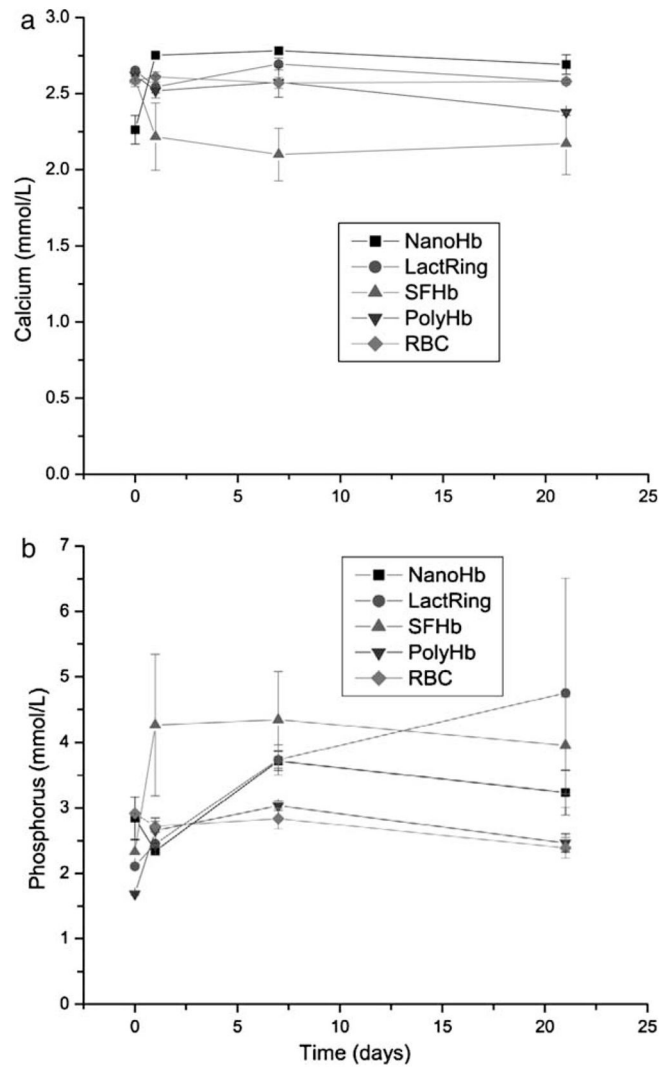 a
3.0
2.5
2.0
1.5
1.0
0.5
0.0
Calcium (mmol/L)
NanoHb
LactRing
SFHb
PolyHb
RBC
0 5 10 15 20 25
b
7
6
5
4
3
2
1
0
Phosphorus (mmol/L)
NanoHb
LactRing
SFHb
PolyHb
RBC
0 5 10 15 20 25
Time (days)